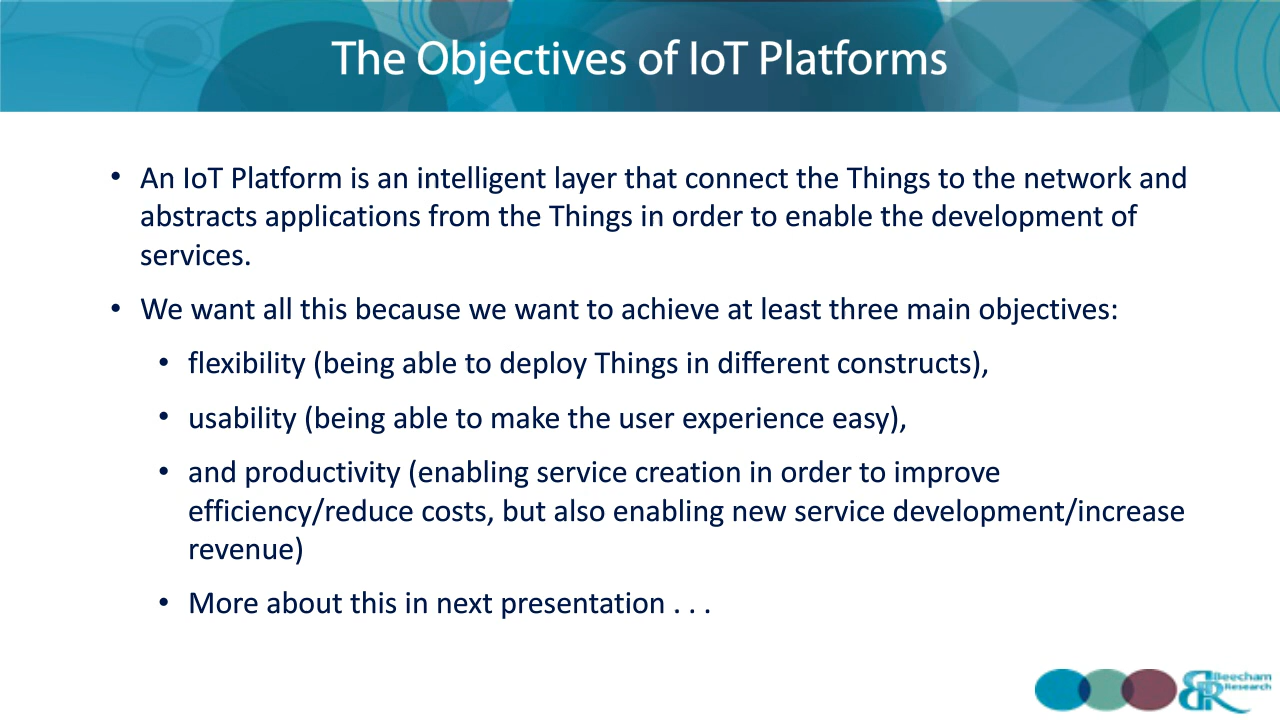 The Objectives of IoT Platforms
• An IoT Platform is an intelligent layer that connect the Things to the network and
abstracts applications from the Things in order to enable the development of
services.
• We want all this because we want to achieve at least three main objectives:
• flexibility (being able to deploy Things in different constructs),
• usability (being able to make the user experience easy),
• and productivity (enabling service creation in order to improve
efficiency/reduce costs, but also enabling new service development/increase
revenue)
• More about this in next presentation . . .
BR Beecham
Research